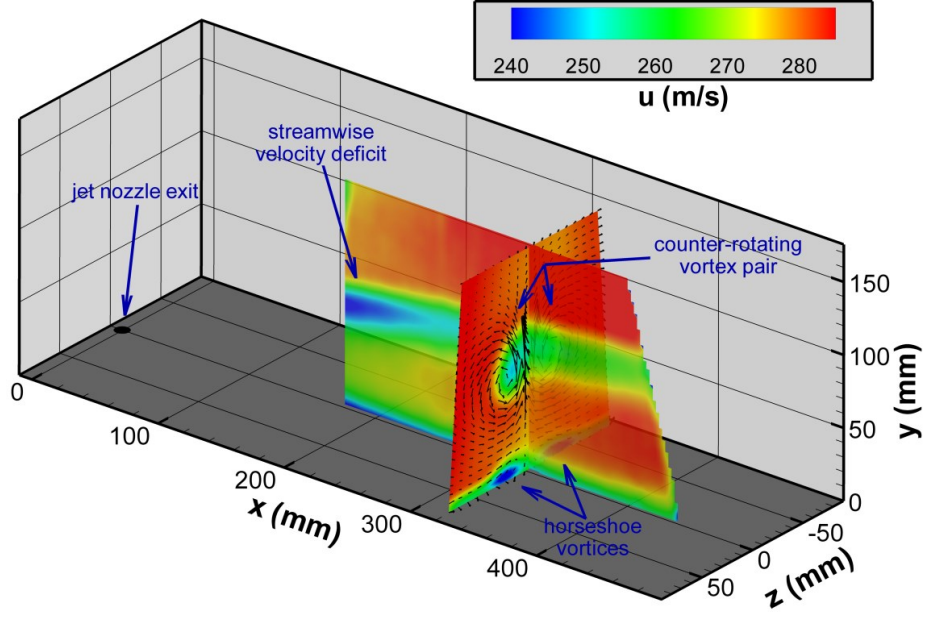 240 250 260 270 280
u (m/s)
streamwise
velocity deficit
jet nozzle exit
counter-rotating
vortex pair
150
100
50
0
y (mm)
0
100
200
300
400
x (mm)
horseshoe
vortices
-50
0
50
z (mm)